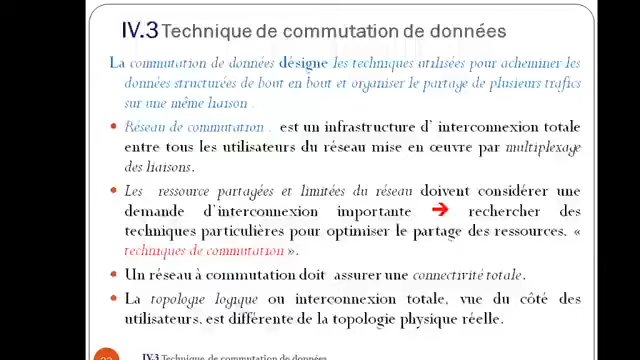 IV.3 Technique de commutation de données
La commutation de données désigne les techniques utilisées pour acheminer les
données structurées de bout en bout et organiser le partage de plusieurs trafics
sur une même liaison .
• Réseau de commutation : est un infrastructure d' interconnexion totale
entre tous les utilisateurs du réseau mise en œuvre par multiplexage
des liaisons.
• Les ressource partagées et limitées du réseau doivent considérer une
demande d'interconnexion importante ➔ rechercher des
techniques particulières pour optimiser le partage des ressources. «
techniques de commutation ».
• Un réseau à commutation doit assurer une connectivité totale.
• La topologie logique ou interconnexion totale, vue du côté des
utilisateurs, est différente de la topologie physique réelle.
IV.3 Technique de commutation de données